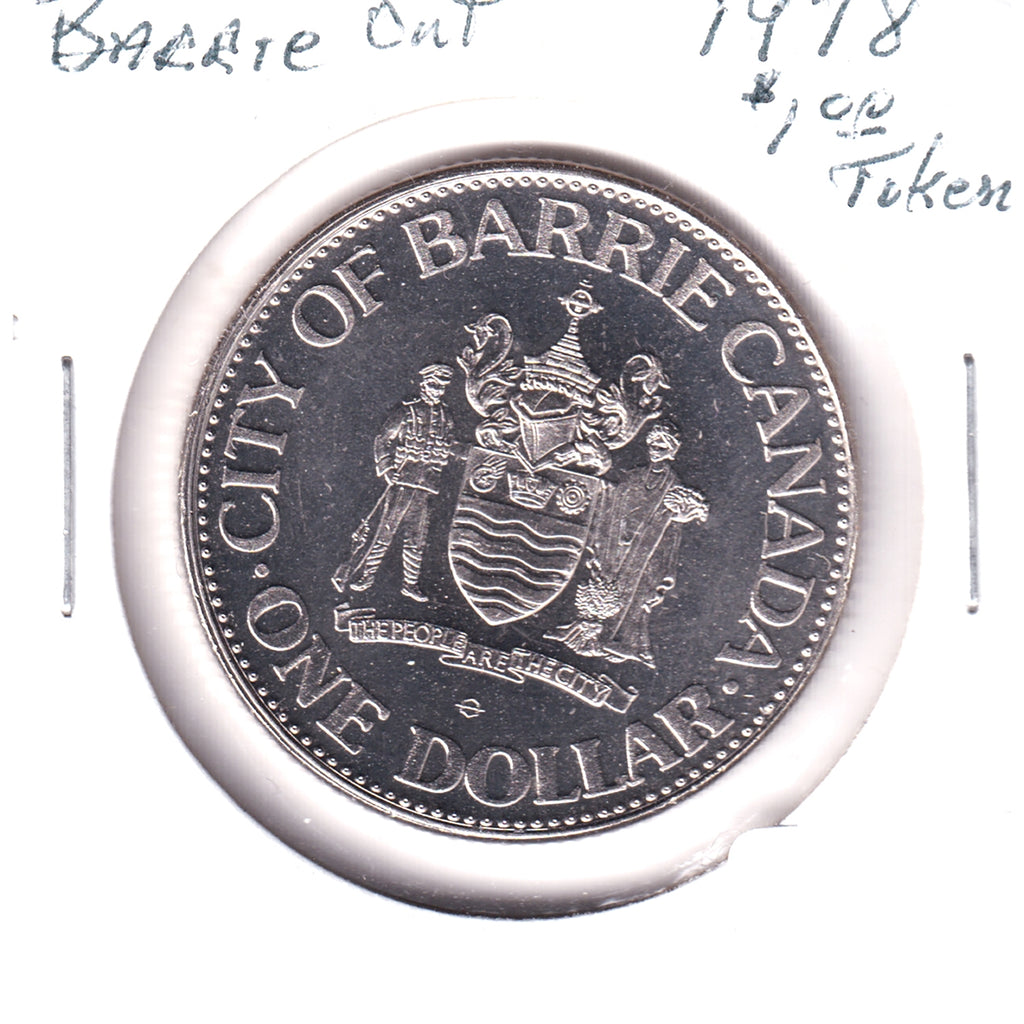 Barrie Ont 1978
$1.00
Token
CITY OF BARRIE CANADA
THE PEOPLE ARE THE CITY
· ONE DOLLAR ·